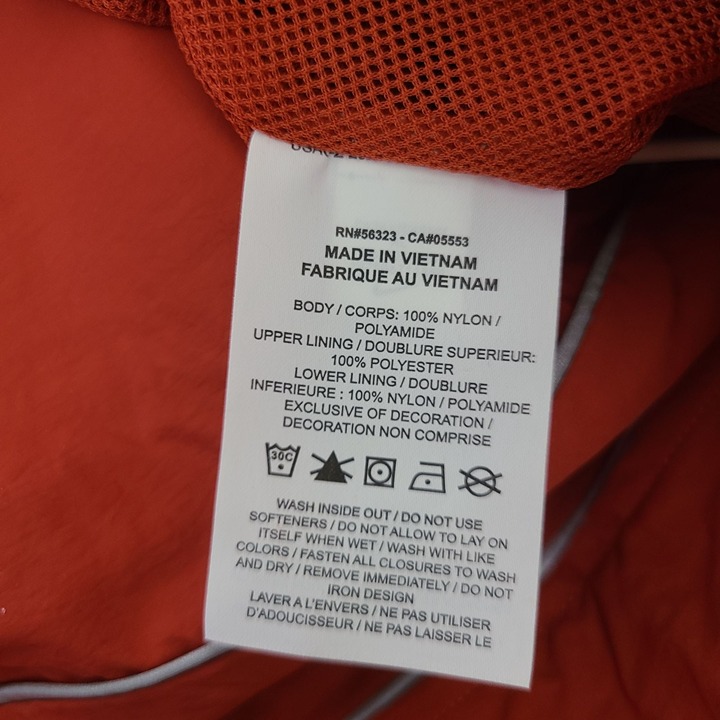 RN#56323 - CA#05553
MADE IN VIETNAM
FABRIQUE AU VIETNAM
BODY / CORPS: 100% NYLON /
POLYAMIDE
UPPER LINING / DOUBLURE SUPERIEUR:
100% POLYESTER
LOWER LINING / DOUBLURE
INFERIEURE : 100% NYLON / POLYAMIDE
EXCLUSIVE OF DECORATION /
DECORATION NON COMPRISE
30C
WASH INSIDE OUT / DO NOT USE
SOFTENERS / DO NOT ALLOW TO LAY ON
ITSELF WHEN WET / WASH WITH LIKE
COLORS / FASTEN ALL CLOSURES TO WASH
AND DRY / REMOVE IMMEDIATELY / DO NOT
IRON DESIGN
LAVER A L'ENVERS / NE PAS UTILISER
D'ADOUCISSEUR / NE PAS LAISSER LE